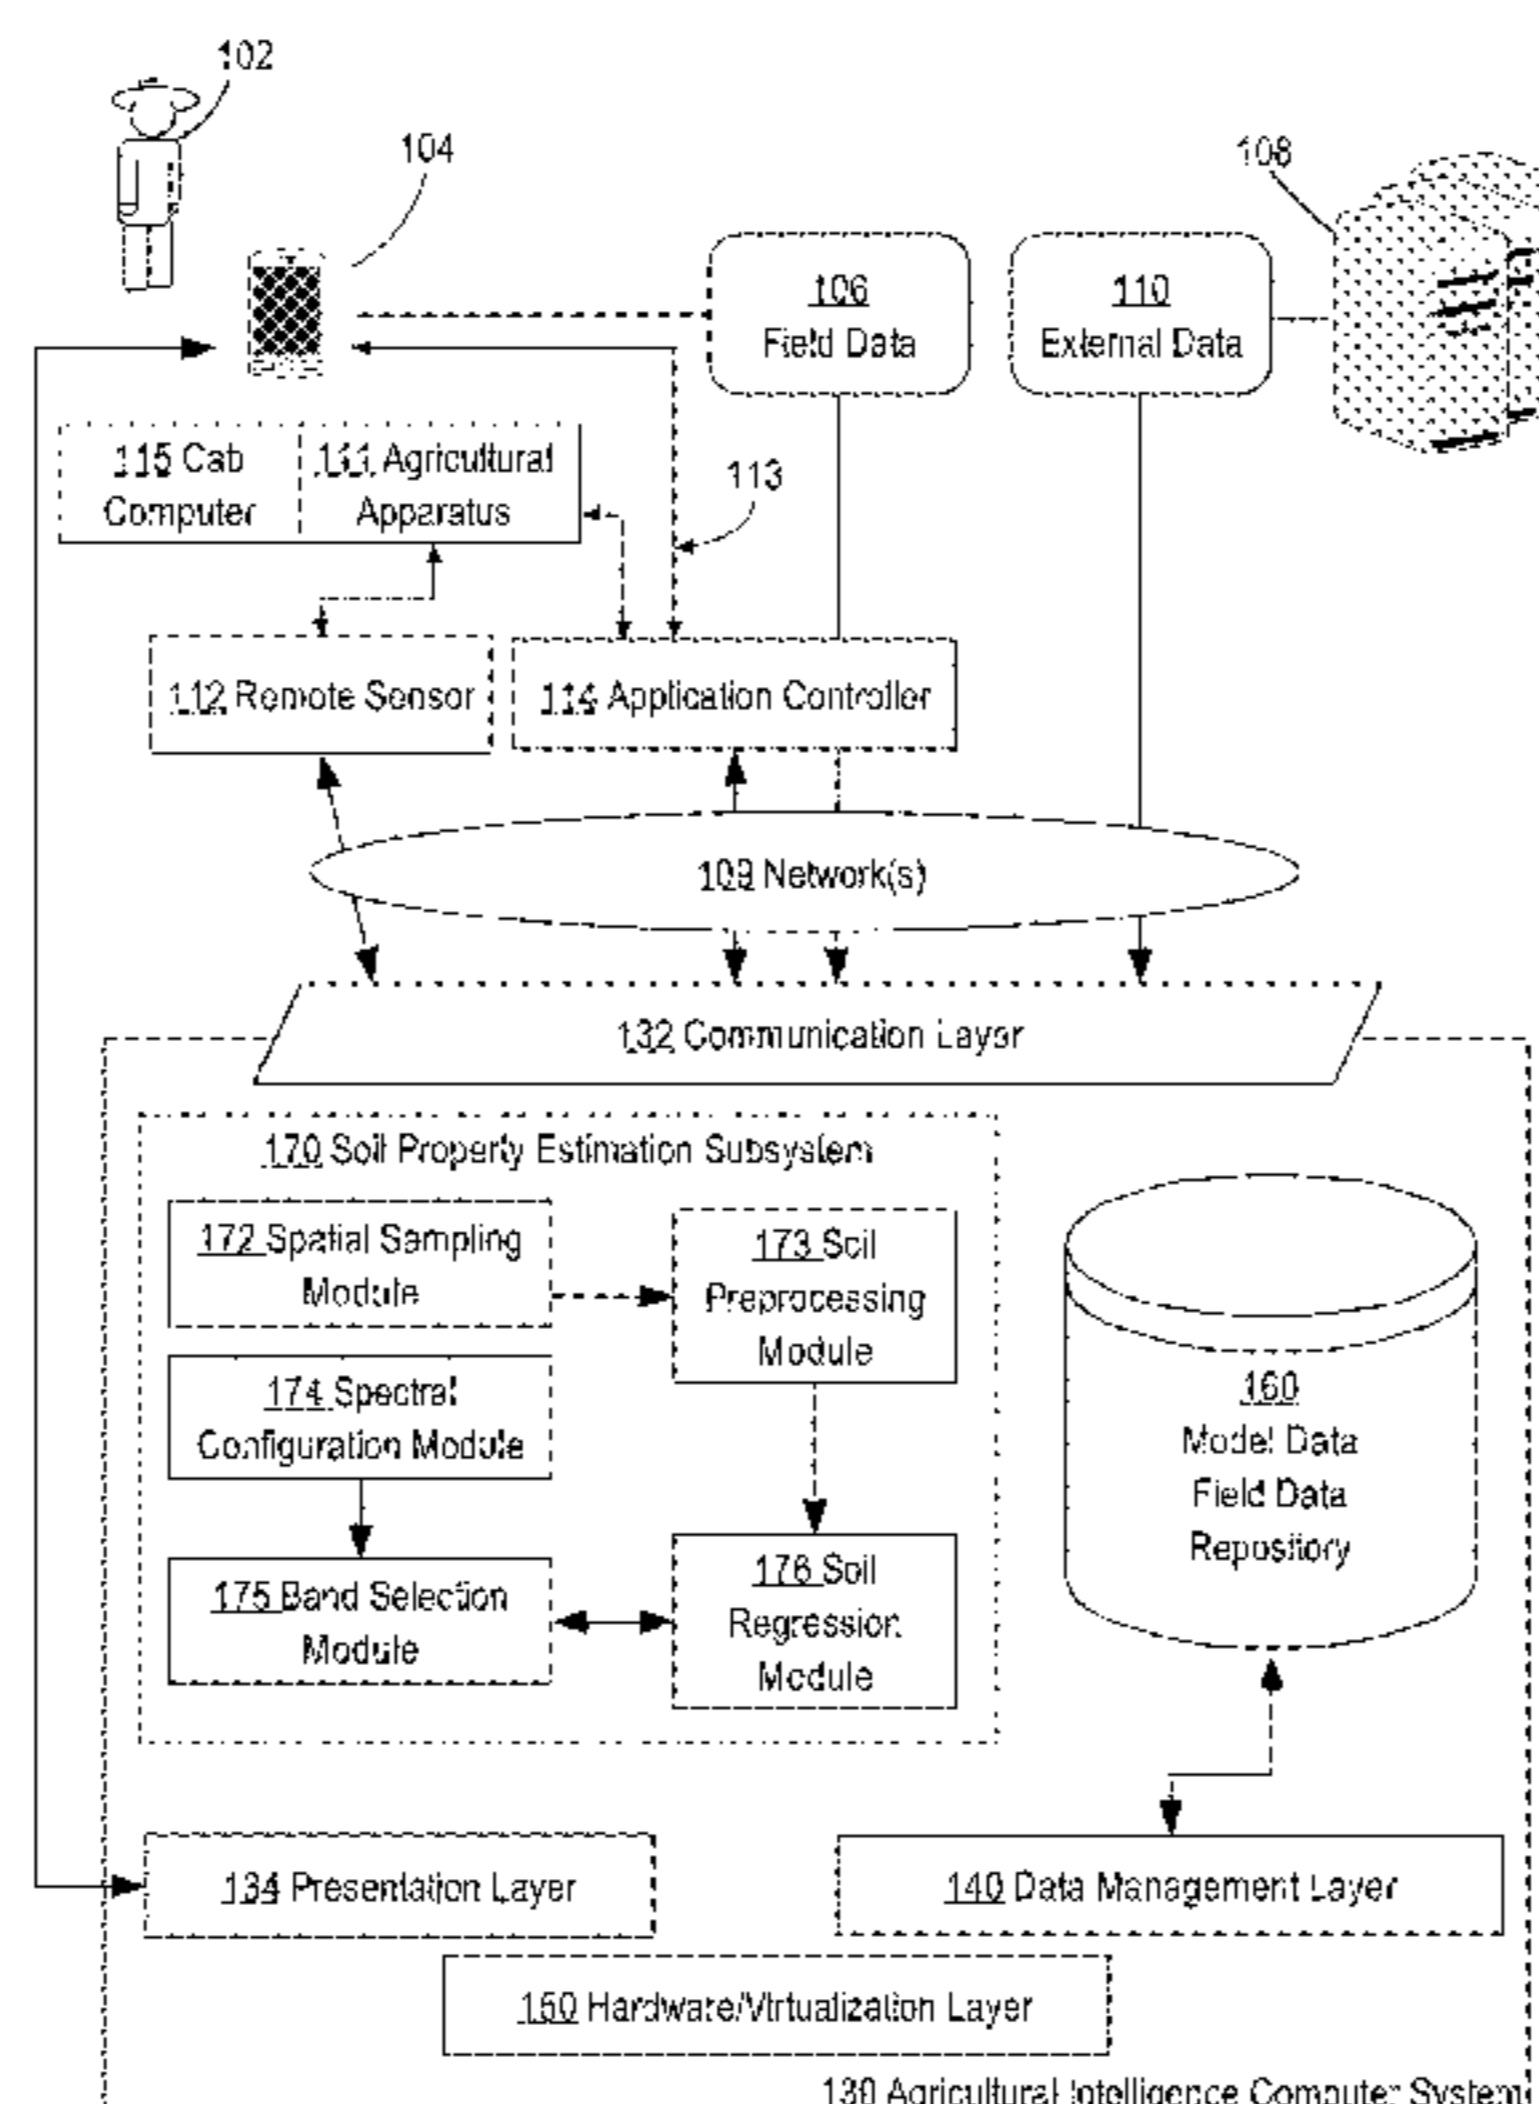 102
104
108
106
Field Data
110
External Data
115 Cab
Computer
111 Agricultural
Apparatus
113
112 Remote Sensor
114 Application Controller
109 Network(s)
132 Communication Layer
170 Soil Property Estimation Subsystem
172 Spatial Sampling
Module
173 Soil
Preprocessing
Module
174 Spectral
Configuration Module
175 Band Selection
Module
176 Soil
Regression
Module
160
Model Data
Field Data
Repository
134 Presentation Layer
140 Data Management Layer
150 Hardware/Virtualization Layer
130 Agricultural Intelligence Computer System